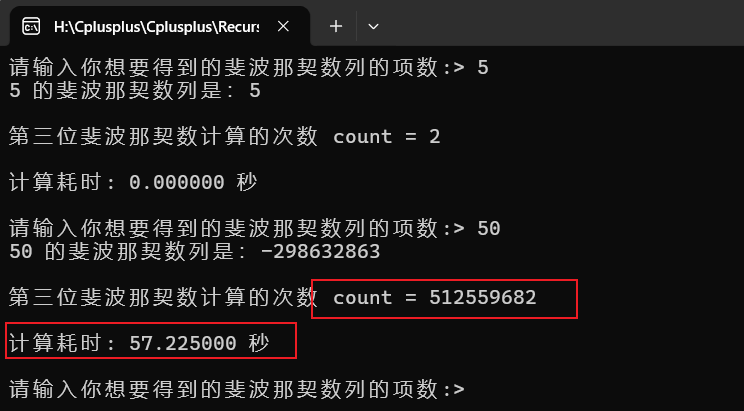 H:\Cplusplus\Cplusplus\Recurs
请输入你想要得到的斐波那契数列的项数:> 5
5 的斐波那契数列是: 5
第三位斐波那契数计算的次数 count = 2
计算耗时: 0.000000 秒
请输入你想要得到的斐波那契数列的项数:> 50
50 的斐波那契数列是: -298632863
第三位斐波那契数计算的次数 count = 512559682
计算耗时: 57.225000 秒
请输入你想要得到的斐波那契数列的项数:>